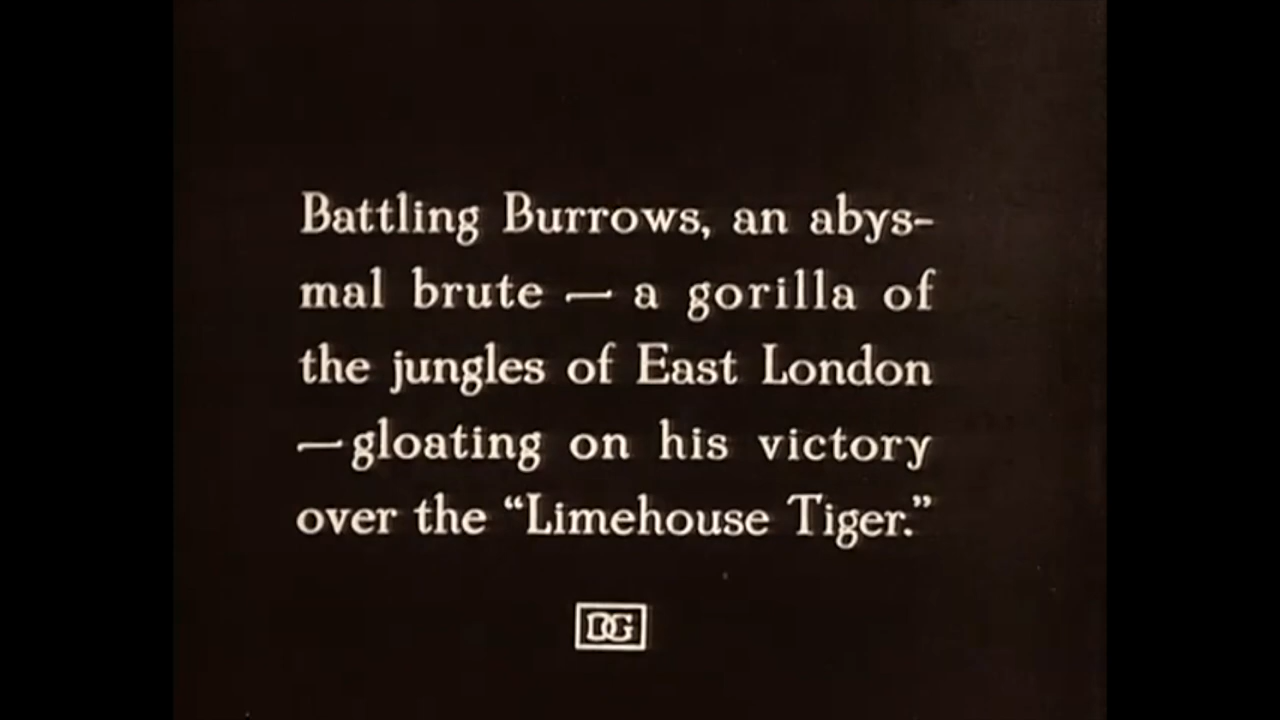 Battling Burrows, an abys-
mal brute — a gorilla of
the jungles of East London
—gloating on his victory
over the “Limehouse Tiger.”
DG